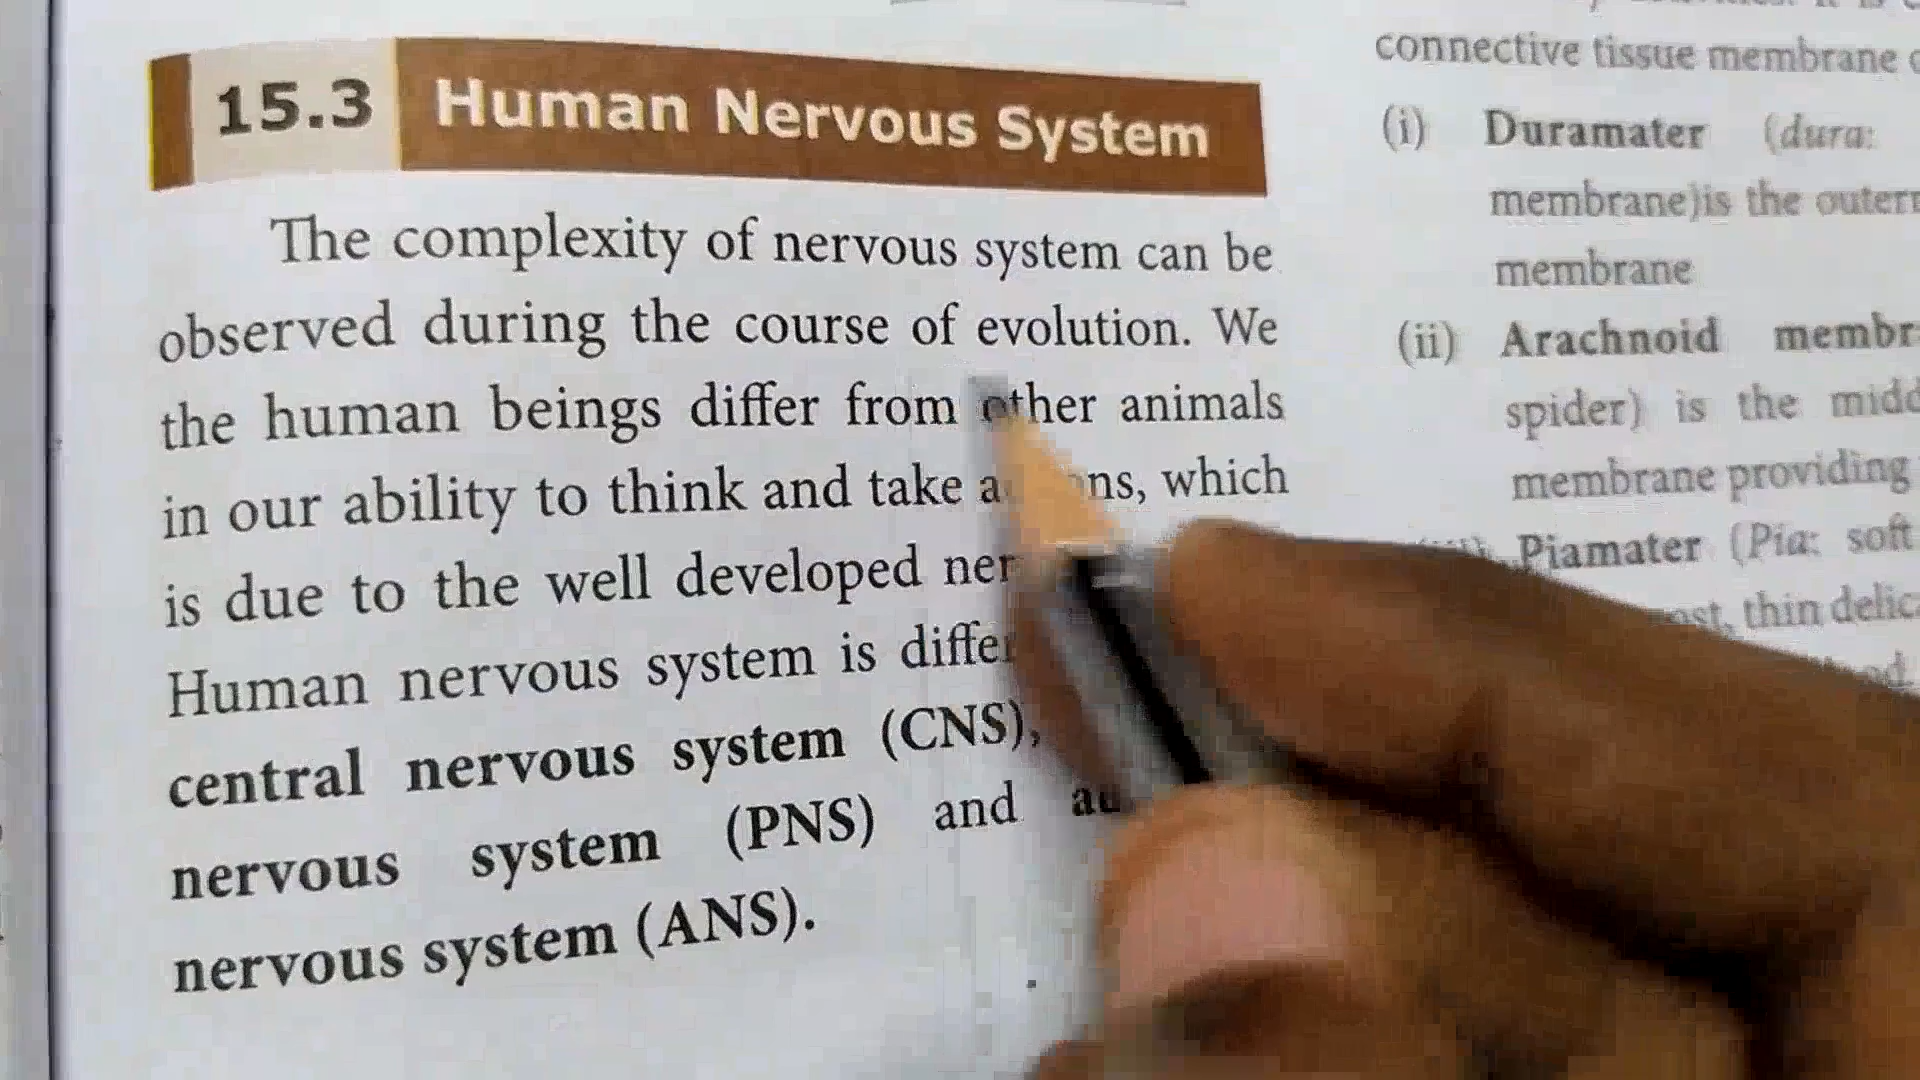 15.3 Human Nervous System
The complexity of nervous system can be
observed during the course of evolution. We
the human beings differ from other animals
in our ability to think and take which
is due to the well developed
Human nervous system is
central nervous system (CNS),
nervous system (PNS) and
nervous system (ANS).
connective tissue membrane
(i) Duramater (dura:
membrane)is the
membrane
(ii) Arachnoid
spider) is the
membrane providing
Piamater (Pia: soft
thin